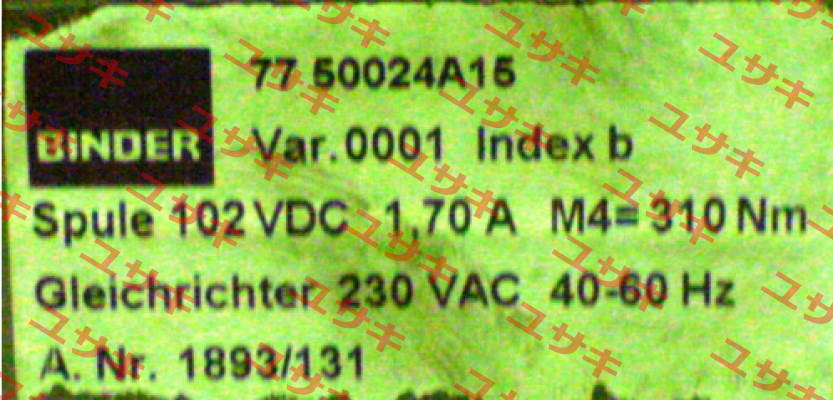 77 50024A15
BINDER Var.0001 Index b
Spule 102 VDC 1,70 A M4= 310 Nm
Gleichrichter 230 VAC 40-60 Hz
A. Nr. 1893/131
ユサキ